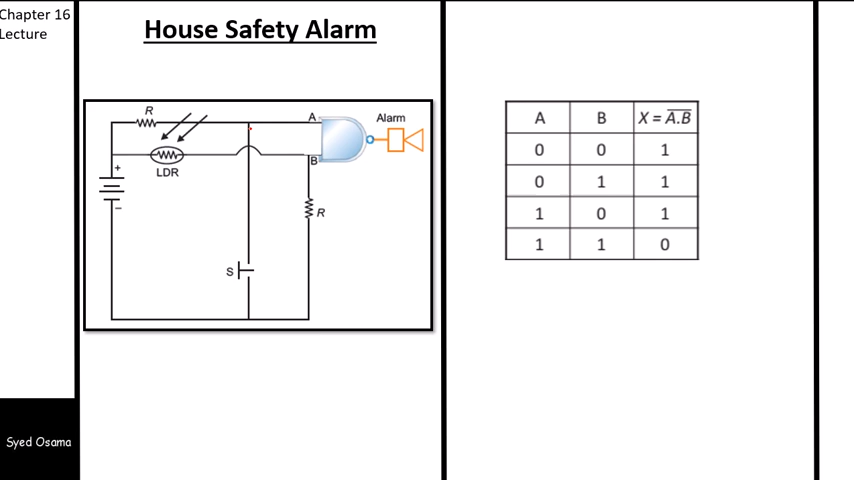 Chapter 16
Lecture
House Safety Alarm
R
A
Alarm
B
LDR
+
R
−
S
A B X = \overline{A.B}
0 0 1
0 1 1
1 0 1
1 1 0
Syed Osama